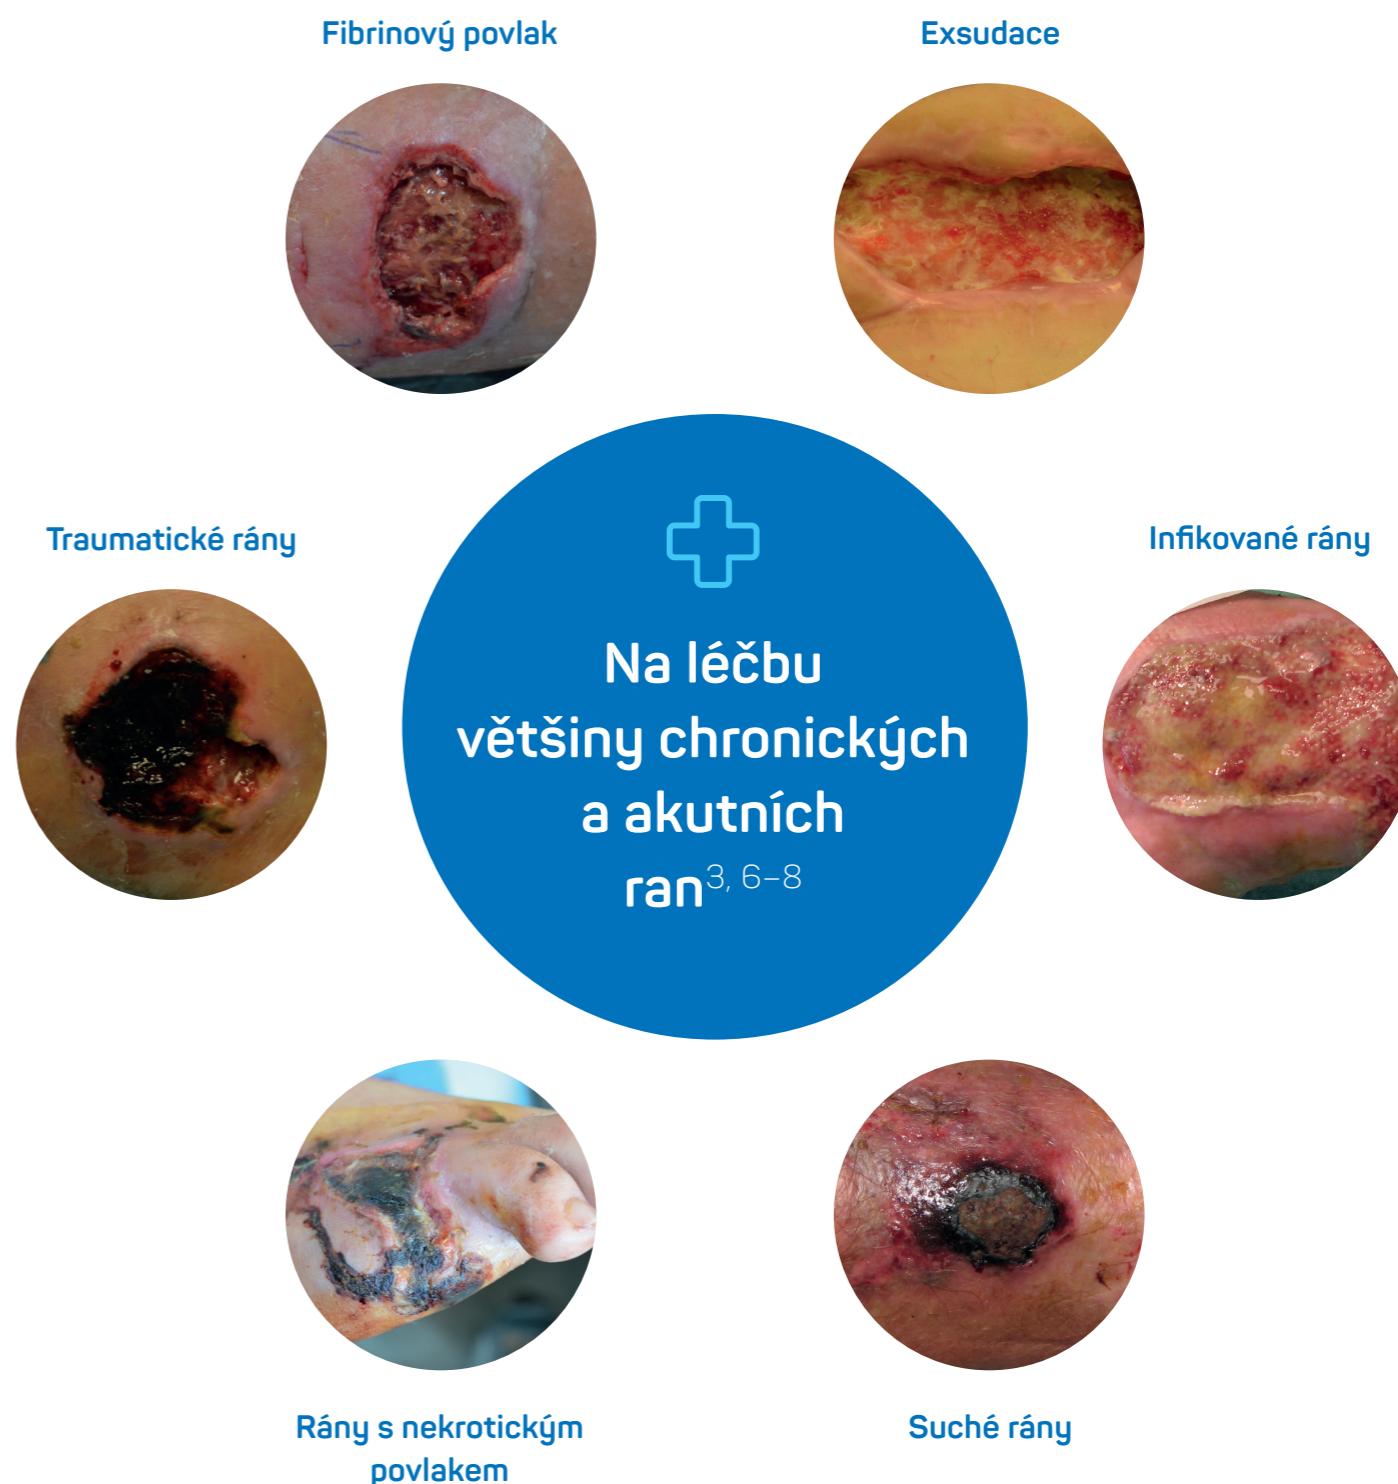 Fibrinový povlak
Exsudace
Traumatické rány
Infikované rány
Na léčbu
většiny chronických
a akutních
ran3, 6–8
Rány s nekrotickým
povlakem
Suché rány